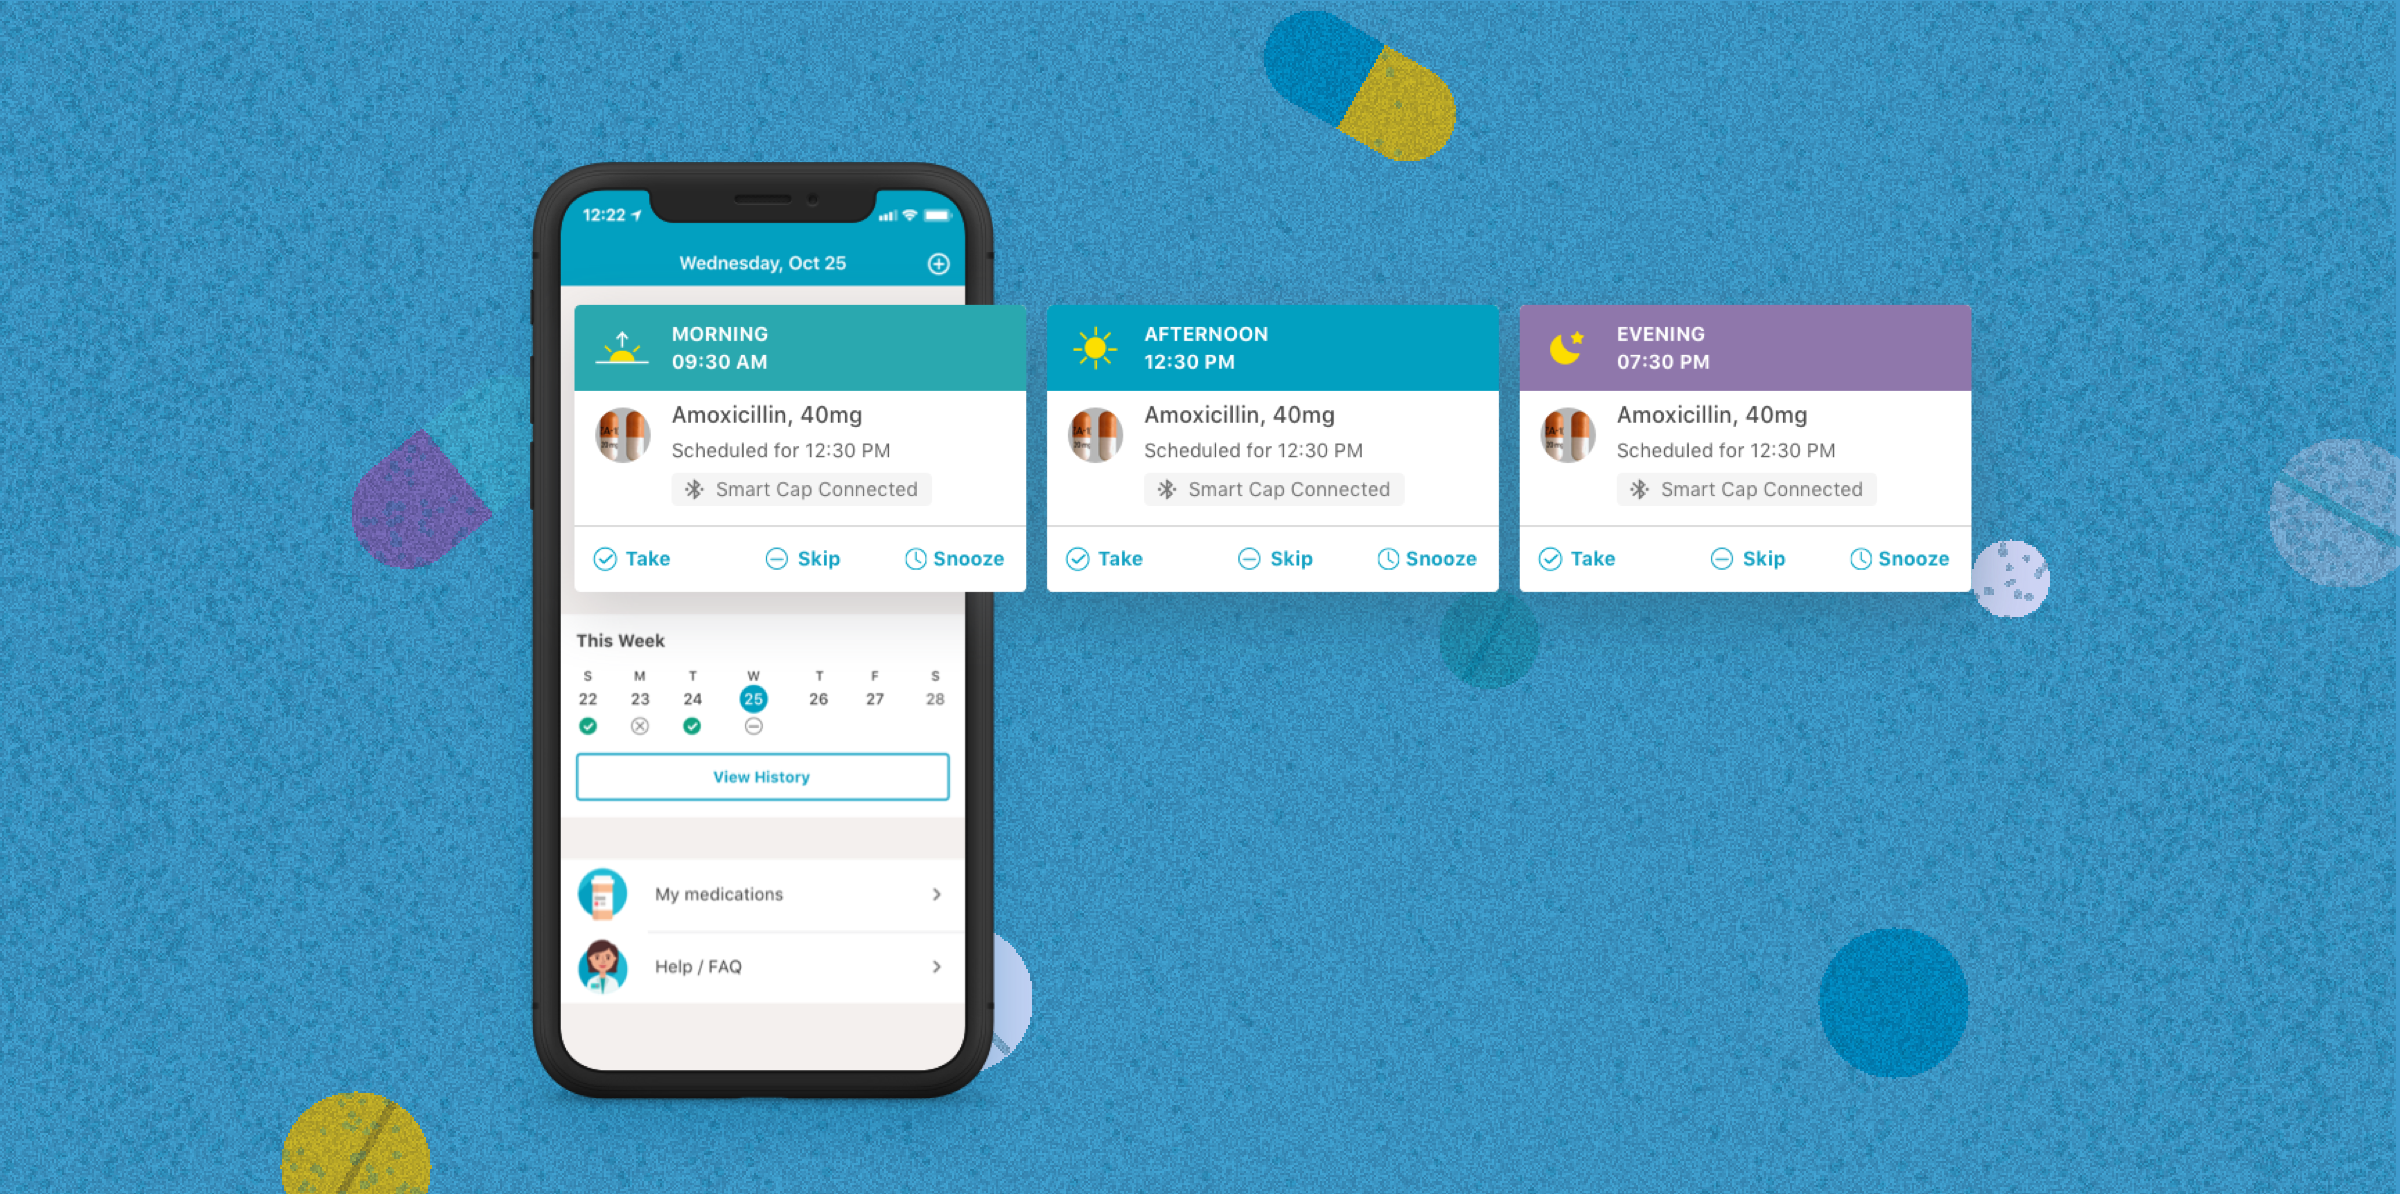 12:22
Wednesday, Oct 25
MORNING
09:30 AM
Amoxicillin, 40mg
Scheduled for 12:30 PM
Smart Cap Connected
Take Skip Snooze
AFTERNOON
12:30 PM
Amoxicillin, 40mg
Scheduled for 12:30 PM
Smart Cap Connected
Take Skip Snooze
EVENING
07:30 PM
Amoxicillin, 40mg
Scheduled for 12:30 PM
Smart Cap Connected
Take Skip Snooze
This Week
S M T W T F S
22 23 24 25 26 27 28
View History
My medications
Help / FAQ